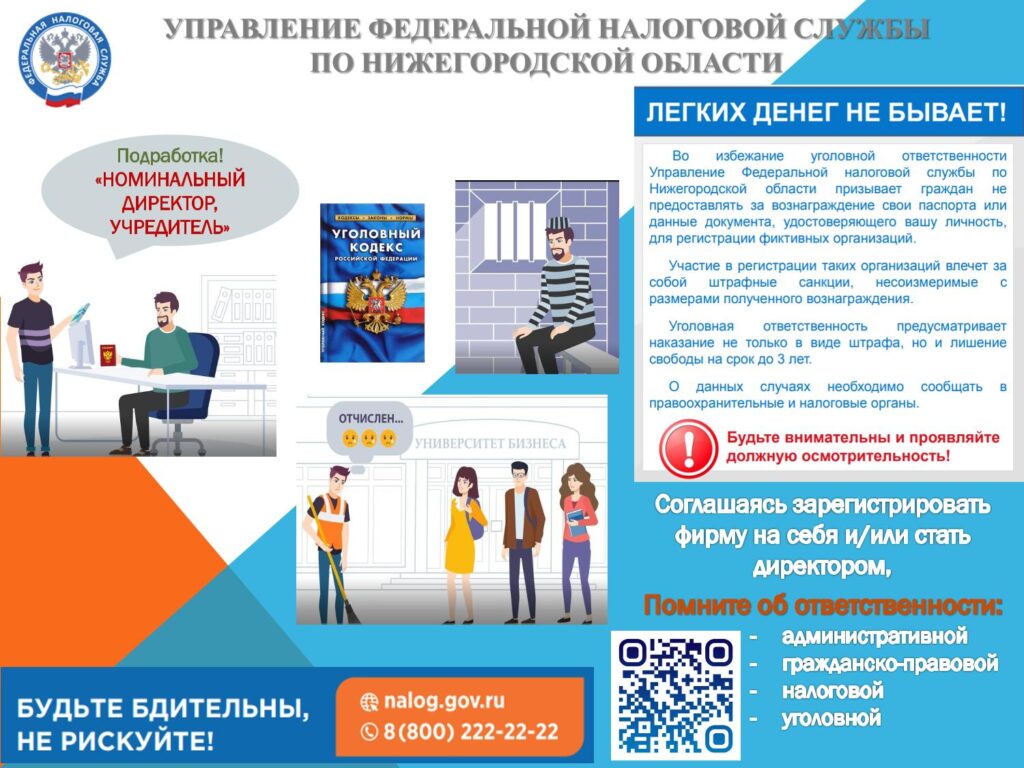 ФЕДЕРАЛЬНАЯ НАЛОГОВАЯ СЛУЖБА
УПРАВЛЕНИЕ ФЕДЕРАЛЬНОЙ НАЛОГОВОЙ СЛУЖБЫ
ПО НИЖЕГОРОДСКОЙ ОБЛАСТИ
Подработка!
«НОМИНАЛЬНЫЙ
ДИРЕКТОР,
УЧРЕДИТЕЛЬ»
КОДЕКСЫ • ЗАКОНЫ • НОРМЫ
УГОЛОВНЫЙ
КОДЕКС
РОССИЙСКОЙ ФЕДЕРАЦИИ
ОТЧИСЛЕН...
УНИВЕРСИТЕТ БИЗНЕСА
ЛЕГКИХ ДЕНЕГ НЕ БЫВАЕТ!
Во избежание уголовной ответственности
Управление Федеральной налоговой службы по
Нижегородской области призывает граждан не
предоставлять за вознаграждение свои паспорта или
данные документа, удостоверяющего вашу личность,
для регистрации фиктивных организаций.
Участие в регистрации таких организаций влечет за
собой штрафные санкции, несоизмеримые с
размерами полученного вознаграждения.
Уголовная ответственность предусматривает
наказание не только в виде штрафа, но и лишение
свободы на срок до 3 лет.
О данных случаях необходимо сообщать в
правоохранительные и налоговые органы.
Будьте внимательны и проявляйте
должную осмотрительность!
Соглашаясь зарегистрировать
фирму на себя и/или стать
директором,
Помните об ответственности:
- административной
- гражданско-правовой
- налоговой
- уголовной
БУДЬТЕ БДИТЕЛЬНЫ,
НЕ РИСКУЙТЕ!
nalog.gov.ru
8(800) 222-22-22